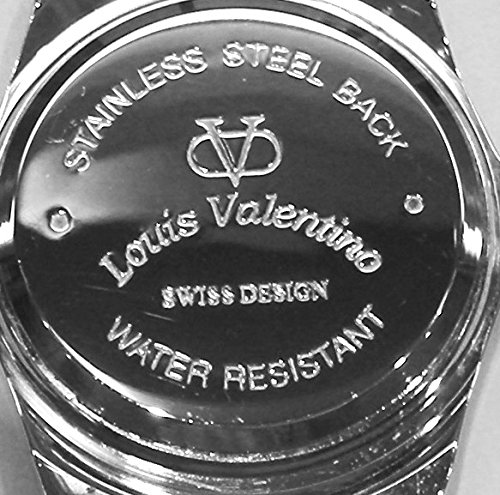 STAINLESS STEEL BACK
Louis Valentino
SWISS DESIGN
WATER RESISTANT